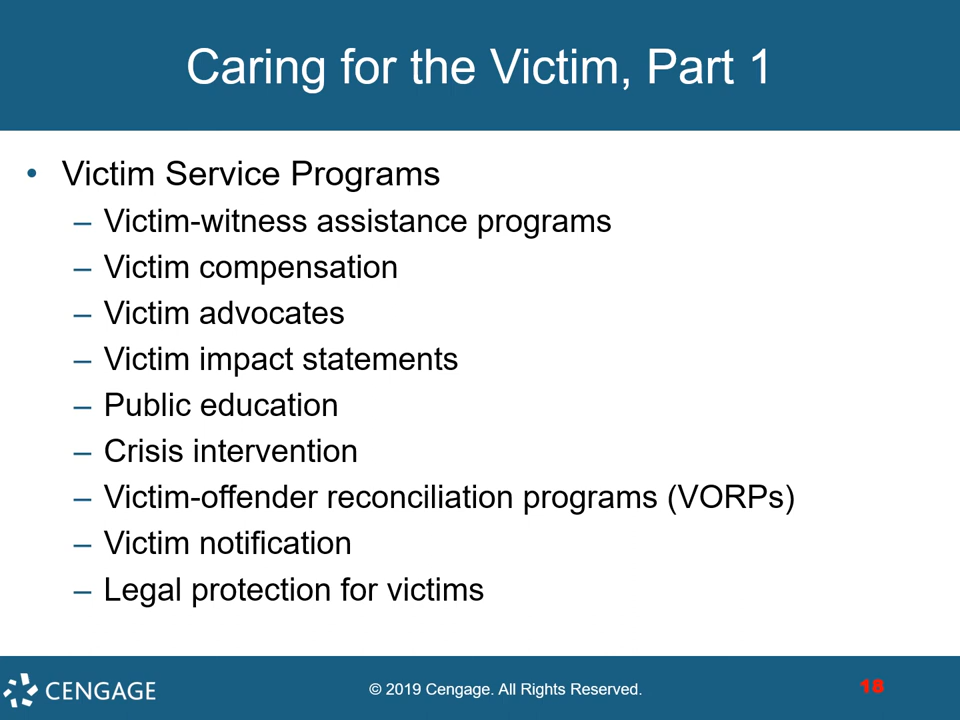 Caring for the Victim, Part 1
• Victim Service Programs
– Victim-witness assistance programs
– Victim compensation
– Victim advocates
– Victim impact statements
– Public education
– Crisis intervention
– Victim-offender reconciliation programs (VORPs)
– Victim notification
– Legal protection for victims
CENGAGE
© 2019 Cengage. All Rights Reserved.
18